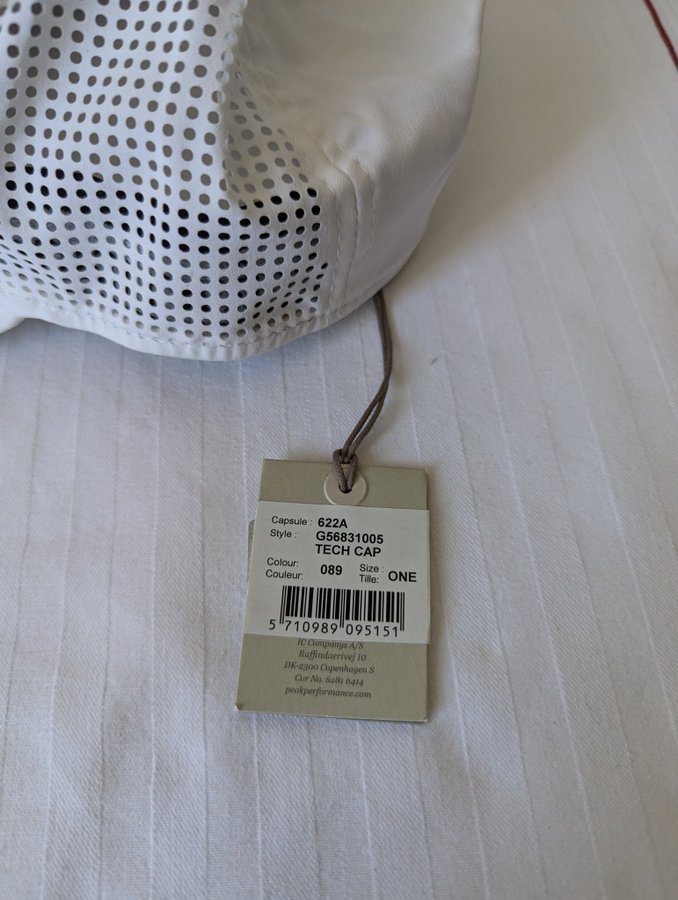 Capsule : 622A
Style : G56831005
TECH CAP
Colour: 089 Size : ONE
Couleur: Tille:
5 710989 095151
IC Companys A/S
Raffinaderivej 10
DK-2300 Copenhagen S
Cvr No. 6281 6414
peakperformance.com